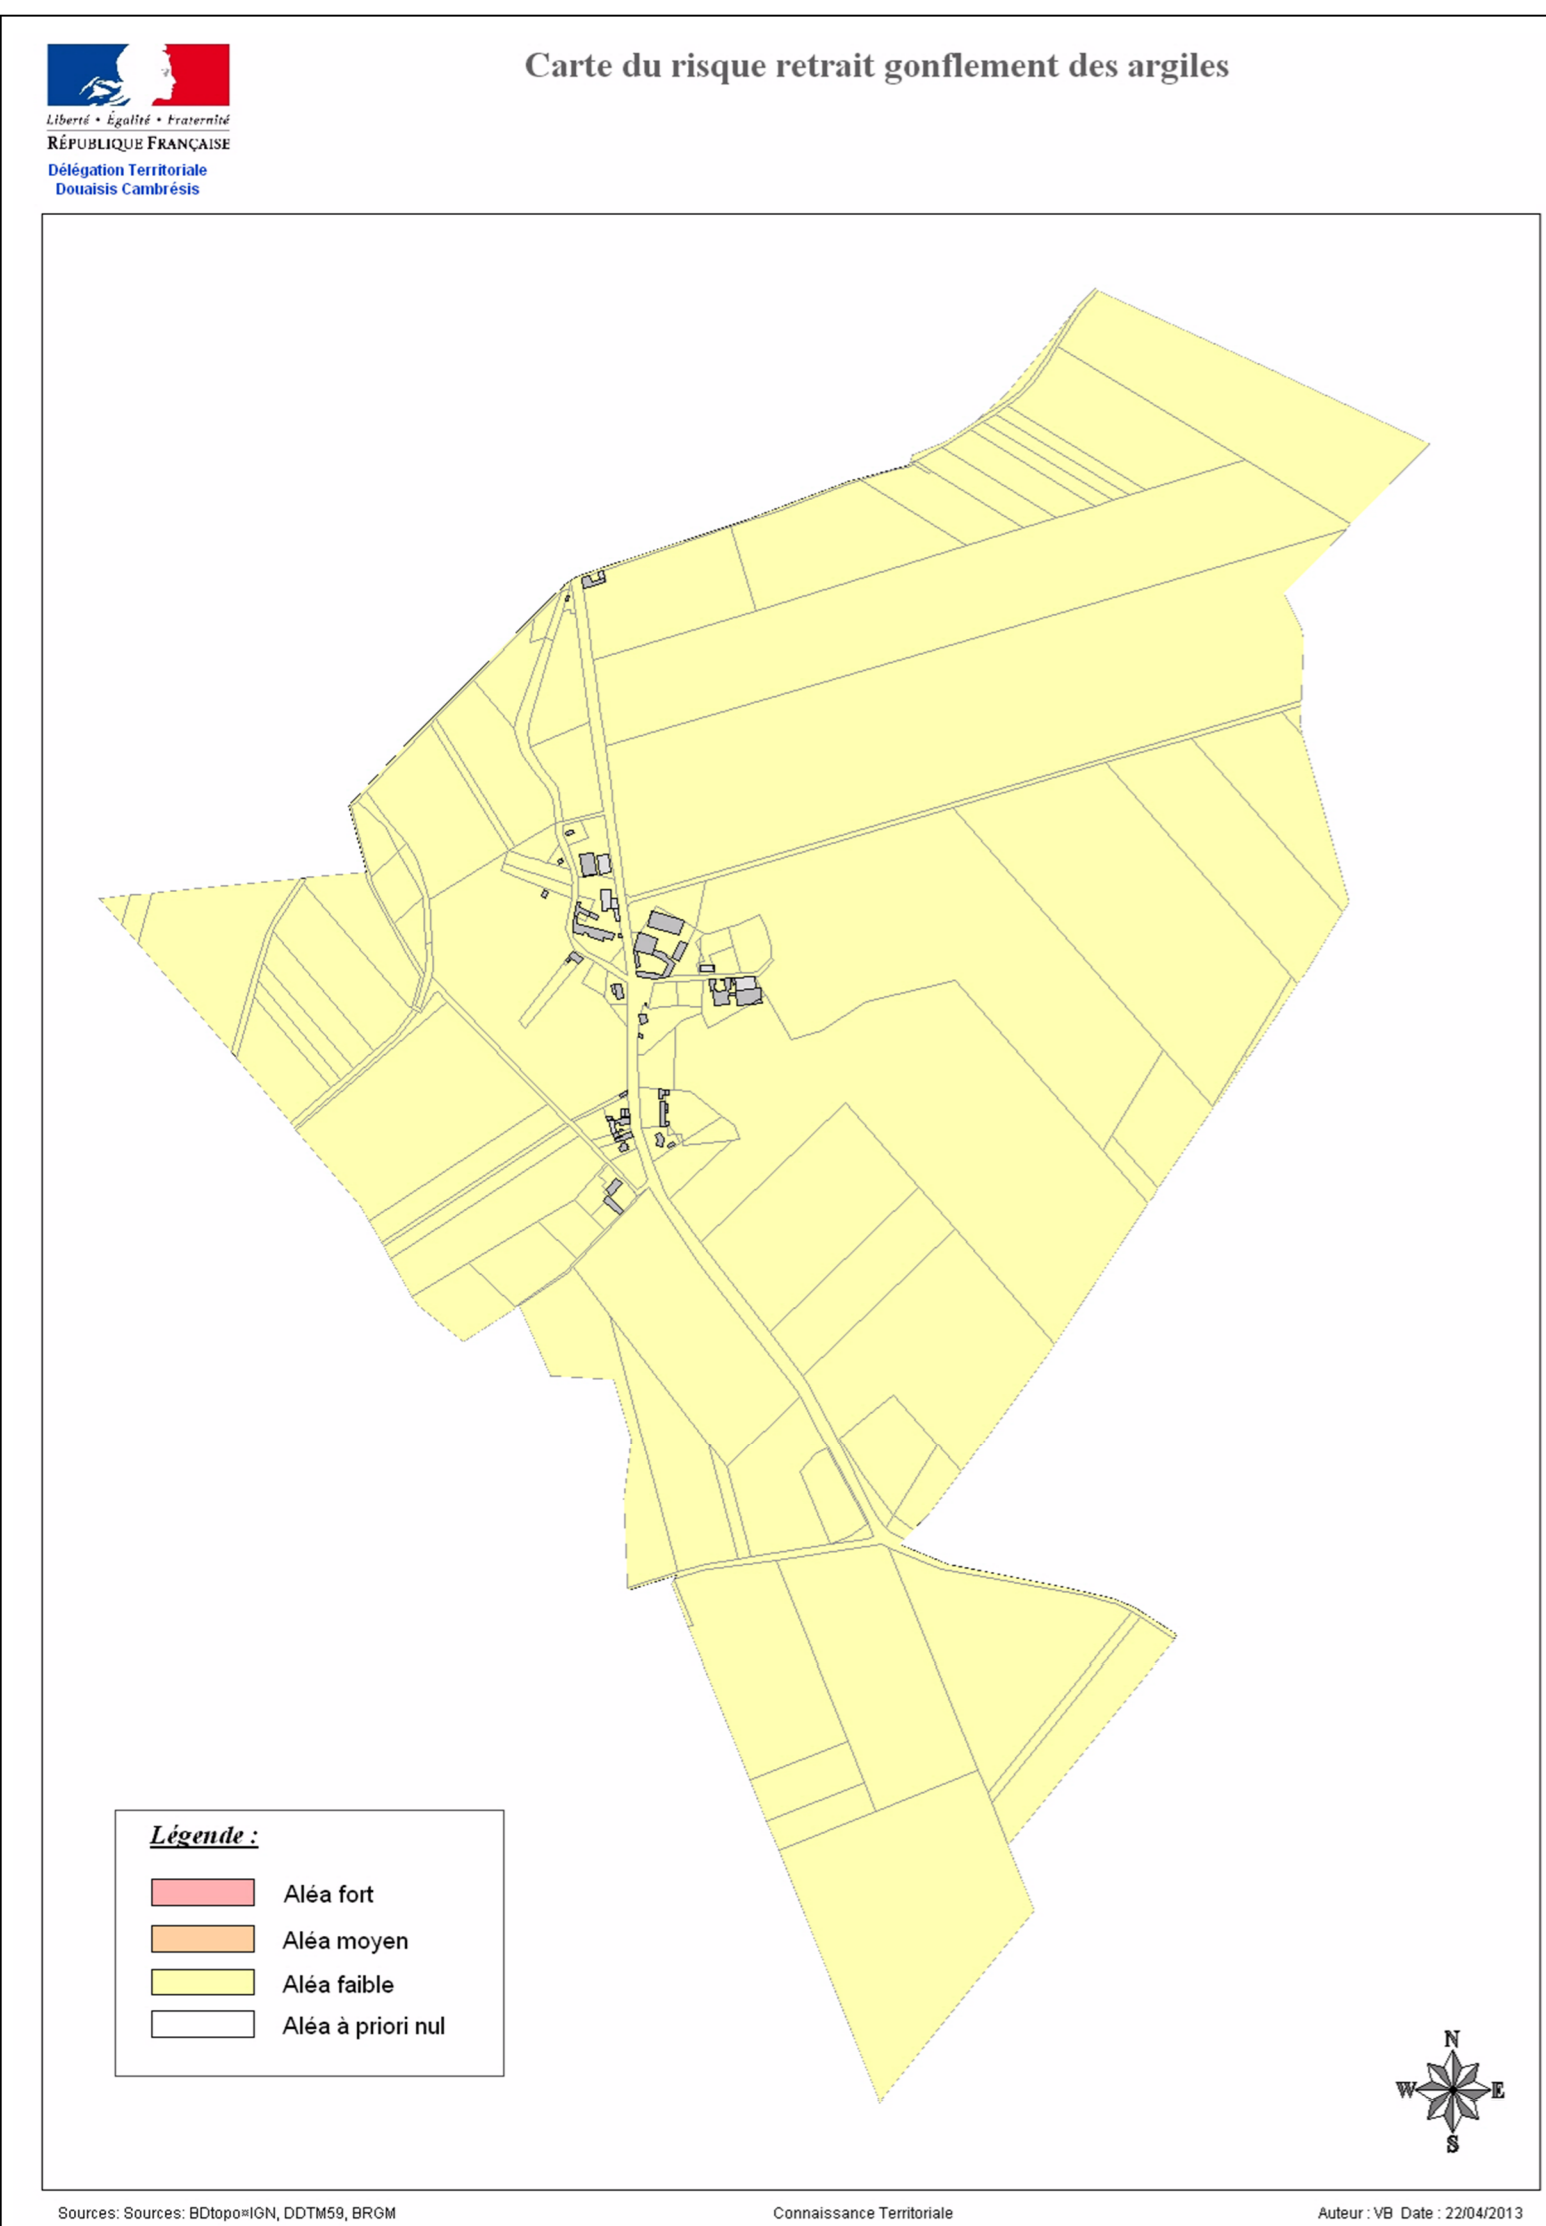 Carte du risque retrait gonflement des argiles
Liberté • Égalité • Fraternité
RÉPUBLIQUE FRANÇAISE
Délégation Territoriale
Douaisis Cambrésis
Légende :
Aléa fort
Aléa moyen
Aléa faible
Aléa à priori nul
N
W
E
S
Sources: Sources: BDtopo¤IGN, DDTM59, BRGM
Connaissance Territoriale
Auteur : VB Date : 22/04/2013